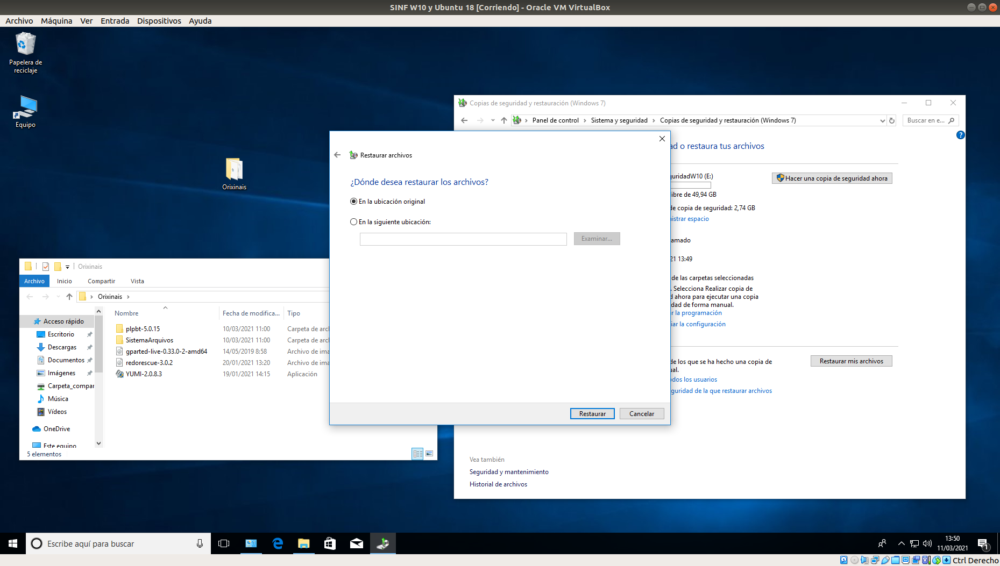 SINF W10 y Ubuntu 18 [Corriendo] - Oracle VM VirtualBox
Archivo Máquina Ver Entrada Dispositivos Ayuda
Papelera de
reciclaje
Equipo
Orixinais
Copias de seguridad y restauración (Windows 7)
Panel de control > Sistema y seguridad > Copias de seguridad y restauración (Windows 7)
Buscar en e...
ad o restaura tus archivos
guridadW10 (E:)
Hacer una copia de seguridad ahora
ibre de 49,94 GB
de copia de seguridad: 2,74 GB
istrar espacio
amado
21 13:49
de las carpetas seleccionadas
. Selecciona Realizar copia de
d ahora para ejecutar una copia
dad de forma manual.
r la programación
iar la configuración
de los que se ha hecho una copia de
ual.
Restaurar mis archivos
odos los usuarios
guridad de la que restaurar archivos
Vea también
Seguridad y mantenimiento
Historial de archivos
Restaurar archivos
¿Dónde desea restaurar los archivos?
En la ubicación original
En la siguiente ubicación:
Examinar...
Restaurar Cancelar
Orixinais
Archivo Inicio Compartir Vista
Orixinais >
Nombre Fecha de modifica... Tipo
Acceso rápido
Escritorio
Descargas
Documentos
Imágenes
Carpeta_compar
Música
Vídeos
OneDrive
Este equipo
plpbt-5.0.15 10/03/2021 11:00 Carpeta de arcl
SistemaArquivos 10/03/2021 11:00 Carpeta de arcl
gparted-live-0.33.0-2-amd64 14/05/2019 8:58 Archivo de ima
redorescue-3.0.2 20/01/2021 13:20 Archivo de ima
YUMI-2.0.8.3 19/01/2021 14:15 Aplicación
5 elementos
Escribe aquí para buscar
13:50
11/03/2021
1
Ctrl Derecho